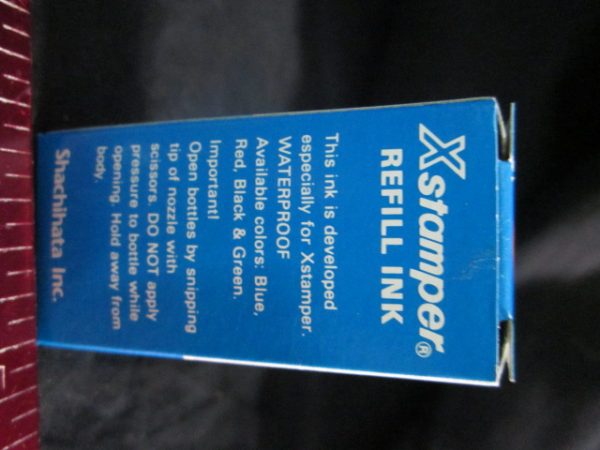 Xstamper®
REFILL INK
This ink is developed
especially for Xstamper.
WATERPROOF
Available colors: Blue,
Red, Black & Green.
Important!
Open bottles by snipping
tip of nozzle with
scissors. DO NOT apply
pressure to bottle while
opening. Hold away from
body.
Shachihata Inc.